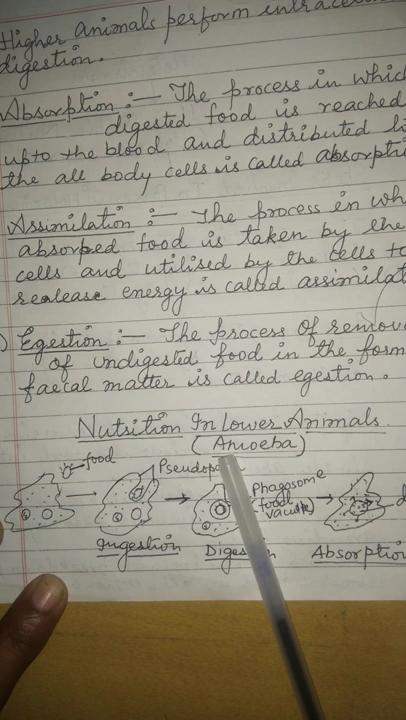 Higher Animals perform
digestion.
Absorption :— The process in which
digested food is reached
upto the blood and distributed
the all body cells is called
Assimilation :— The process in
absorbed food is taken by the
cells and utilised by the cells to
realease energy is called
Egestion :— The process of
of undigested food in the form
faecal matter is called egestion.
Nutrition In Lower Animals
(Amoeba)
food
Phagosome
(food
vacuole)
Ingestion